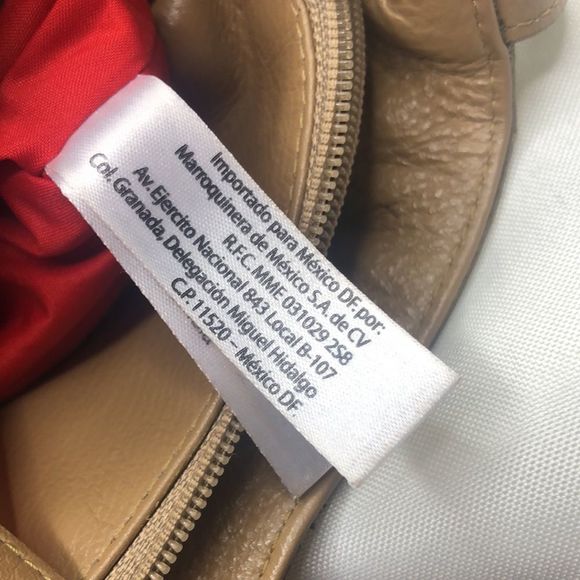 Importado para México DF. por:
Marroquinera de México S.A. de CV
R.F.C. MME 031029 2S8
Av. Ejercito Nacional 843 Local B-107
Col. Granada, Delegación Miguel Hidalgo
C.P. 11520 – México DF.